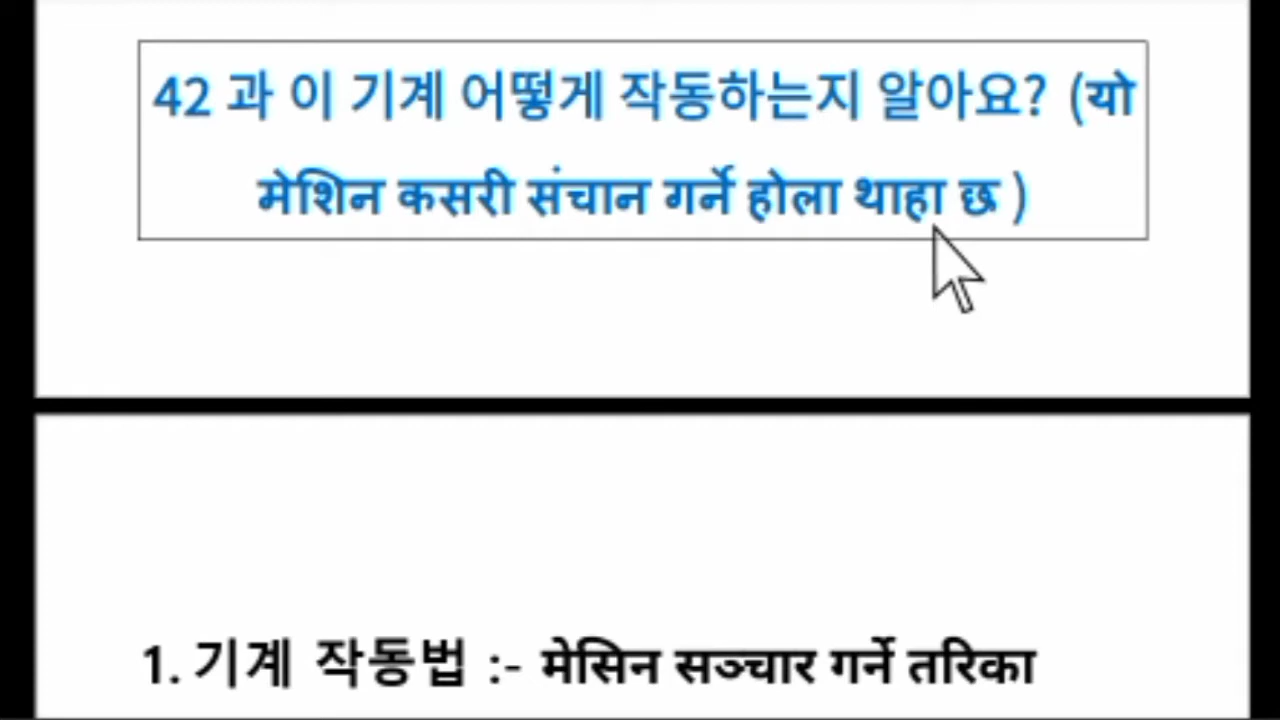 42 과 이 기계 어떻게 작동하는지 알아요? (यो
मेशिन कसरी संचान गर्ने होला थाहा छ )
1. 기계 작동법 :- मेसिन सञ्चार गर्ने तरिका